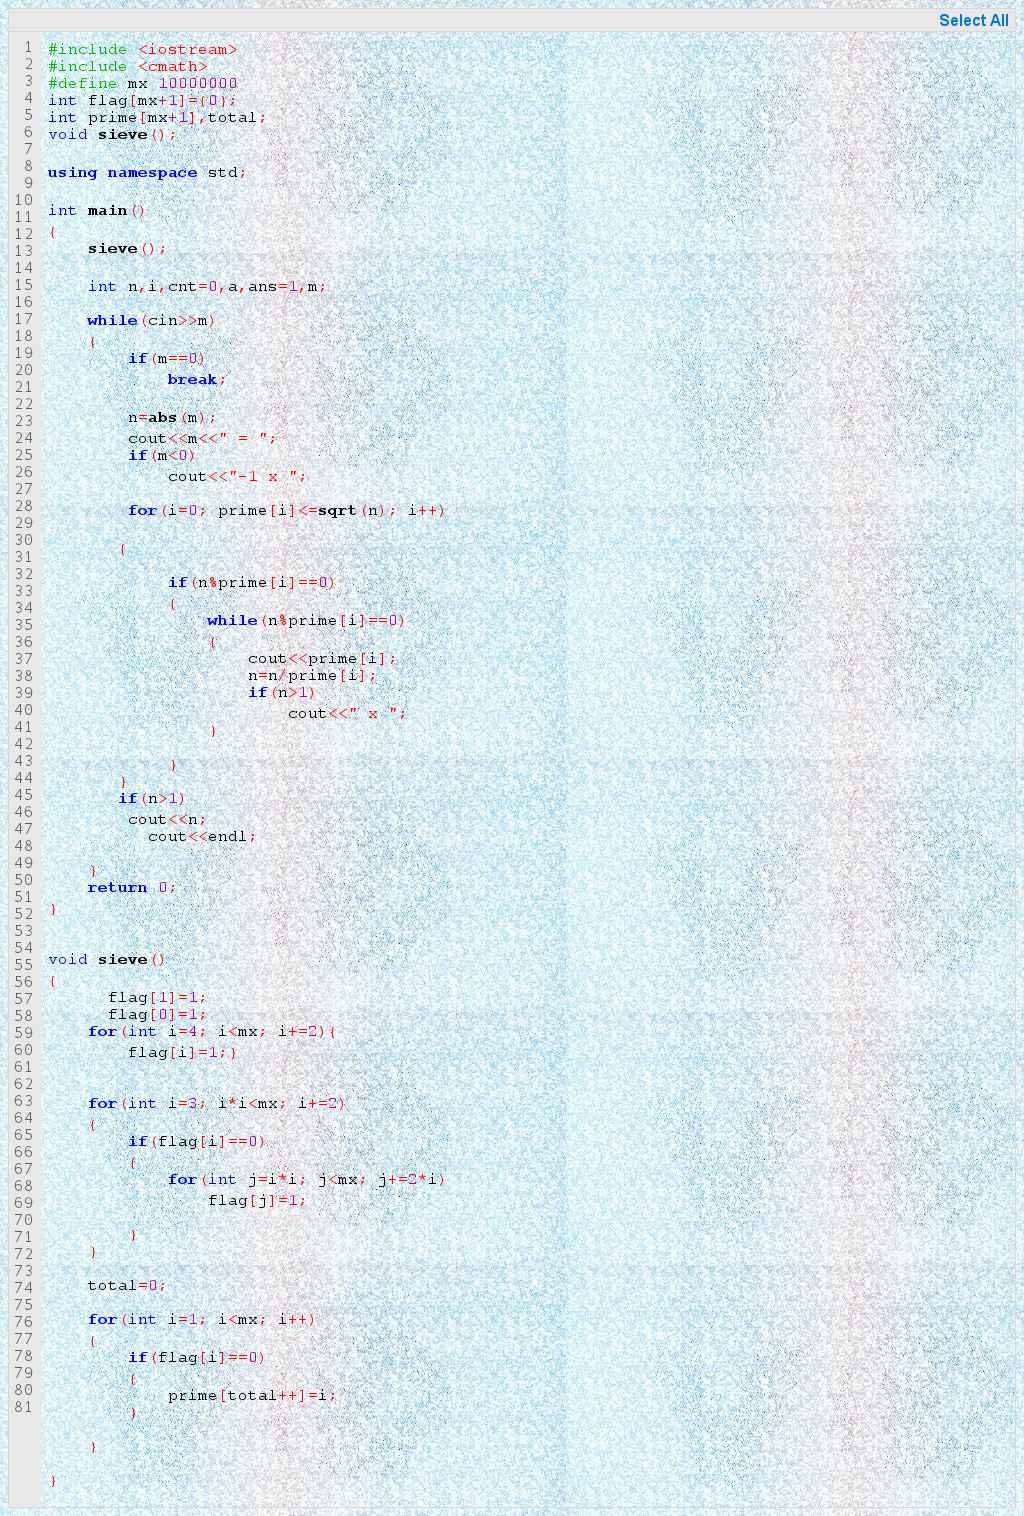 Select All
1 #include <iostream>
2 #include <cmath>
3 #define mx 10000000
4 int flag[mx+1]={0};
5 int prime[mx+1],total;
6 void sieve();
7
8 using namespace std;
9
10 int main()
11 {
12     sieve();
13
14     int n,i,cnt=0,a,ans=1,m;
15
16     while(cin>>m)
17     {
18         if(m==0)
19             break;
20
21         n=abs(m);
22         cout<<m<<" = ";
23         if(m<0)
24             cout<<"-1 x ";
25
26         for(i=0; prime[i]<=sqrt(n); i++)
27
28        {
29
30             if(n%prime[i]==0)
31             {
32                 while(n%prime[i]==0)
33                 {
34                     cout<<prime[i];
35                     n=n/prime[i];
36                     if(n>1)
37                         cout<<" x ";
38                 }
39
40             }
41        }
42        if(n>1)
43         cout<<n;
44           cout<<endl;
45
46     }
47     return 0;
48 }
49
50
51 void sieve()
52 {
53       flag[1]=1;
54       flag[0]=1;
55     for(int i=4; i<mx; i+=2){
56         flag[i]=1;}
57
58
59     for(int i=3; i*i<mx; i+=2)
60     {
61         if(flag[i]==0)
62         {
63             for(int j=i*i; j<mx; j+=2*i)
64                 flag[j]=1;
65
66         }
67     }
68
69     total=0;
70
71     for(int i=1; i<mx; i++)
72     {
73         if(flag[i]==0)
74         {
75             prime[total++]=i;
76         }
77
78     }
79
80 }
81